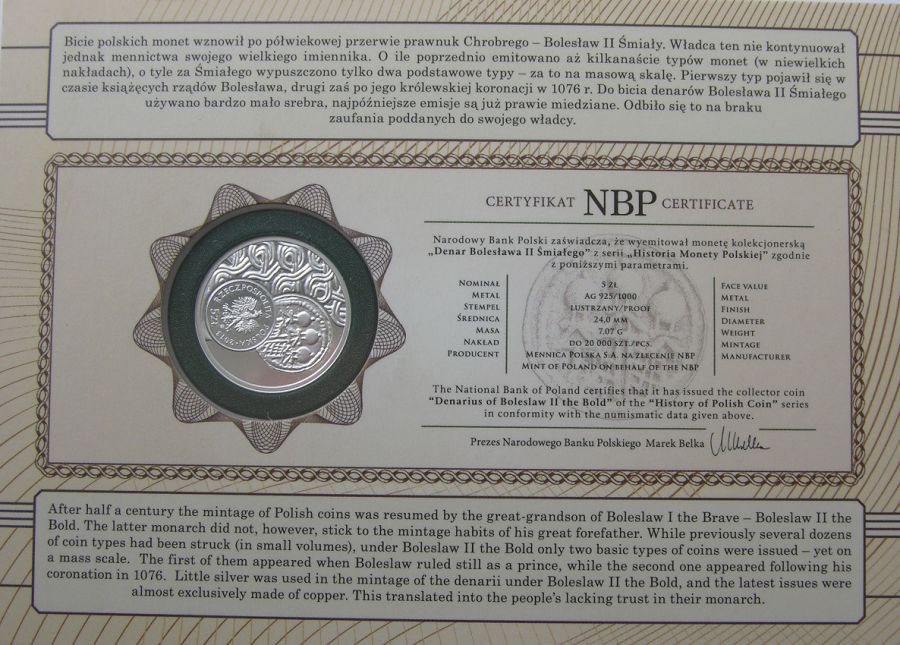 Bicie polskich monet wznowił po półwiekowej przerwie prawnuk Chrobrego – Bolesław II Śmiały. Władca ten nie kontynuował
jednak mennictwa swojego wielkiego imiennika. O ile poprzednio emitowano aż kilkanaście typów monet (w niewielkich
nakładach), o tyle za Śmiałego wypuszczono tylko dwa podstawowe typy – za to na masową skalę. Pierwszy typ pojawił się w
czasie książęcych rządów Bolesława, drugi zaś po jego królewskiej koronacji w 1076 r. Do bicia denarów Bolesława II Śmiałego
używano bardzo mało srebra, najpóźniejsze emisje są już prawie miedziane. Odbiło się to na braku
zaufania poddanych do swojego władcy.
CERTYFIKAT NBP CERTIFICATE
Narodowy Bank Polski zaświadcza, że wyemitował monetę kolekcjonerską
„Denar Bolesława II Śmiałego” z serii „Historia Monety Polskiej” zgodnie
z poniższymi parametrami.
NOMINAŁ 5 ZŁ FACE VALUE
METAL AG 925/1000 METAL
STEMPEL LUSTRZANY/PROOF FINISH
ŚREDNICA 24,0 MM DIAMETER
MASA 7,07 G WEIGHT
NAKŁAD DO 20 000 SZT./PCS. MINTAGE
PRODUCENT MENNICA POLSKA S.A. NA ZLECENIE NBP MANUFACTURER
MINT OF POLAND ON BEHALF OF THE NBP
The National Bank of Poland certifies that it has issued the collector coin
“Denarius of Boleslaw II the Bold” of the “History of Polish Coin” series
in conformity with the numismatic data given above.
Prezes Narodowego Banku Polskiego Marek Belka
RZECZPOSPOLITA POLSKA
5 ZŁ
After half a century the mintage of Polish coins was resumed by the great-grandson of Boleslaw I the Brave – Boleslaw II the
Bold. The latter monarch did not, however, stick to the mintage habits of his great forefather. While previously several dozens
of coin types had been struck (in small volumes), under Boleslaw II the Bold only two basic types of coins were issued – yet on
a mass scale. The first of them appeared when Boleslaw ruled still as a prince, while the second one appeared following his
coronation in 1076. Little silver was used in the mintage of the denarii under Boleslaw II the Bold, and the latest issues were
almost exclusively made of copper. This translated into the people's lacking trust in their monarch.